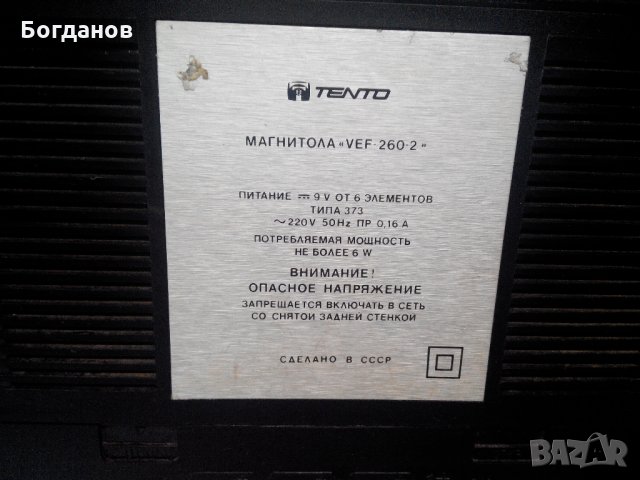 Богданов
TENTO
МАГНИТОЛА «VEF-260-2»
ПИТАНИЕ ⎓ 9 V ОТ 6 ЭЛЕМЕНТОВ
ТИПА 373
~220V 50Hz ПР 0,16 А
ПОТРЕБЛЯЕМАЯ МОЩНОСТЬ
НЕ БОЛЕЕ 6 W
ВНИМАНИЕ!
ОПАСНОЕ НАПРЯЖЕНИЕ
ЗАПРЕЩАЕТСЯ ВКЛЮЧАТЬ В СЕТЬ
СО СНЯТОЙ ЗАДНЕЙ СТЕНКОЙ
СДЕЛАНО В СССР
BAZAR